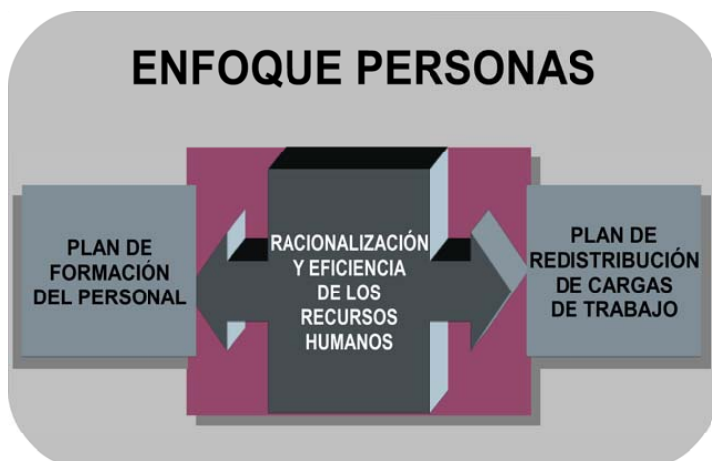 ENFOQUE PERSONAS
PLAN DE
FORMACIÓN
DEL PERSONAL
RACIONALIZACIÓN
Y EFICIENCIA
DE LOS
RECURSOS
HUMANOS
PLAN DE
REDISTRIBUCIÓN
DE CARGAS
DE TRABAJO